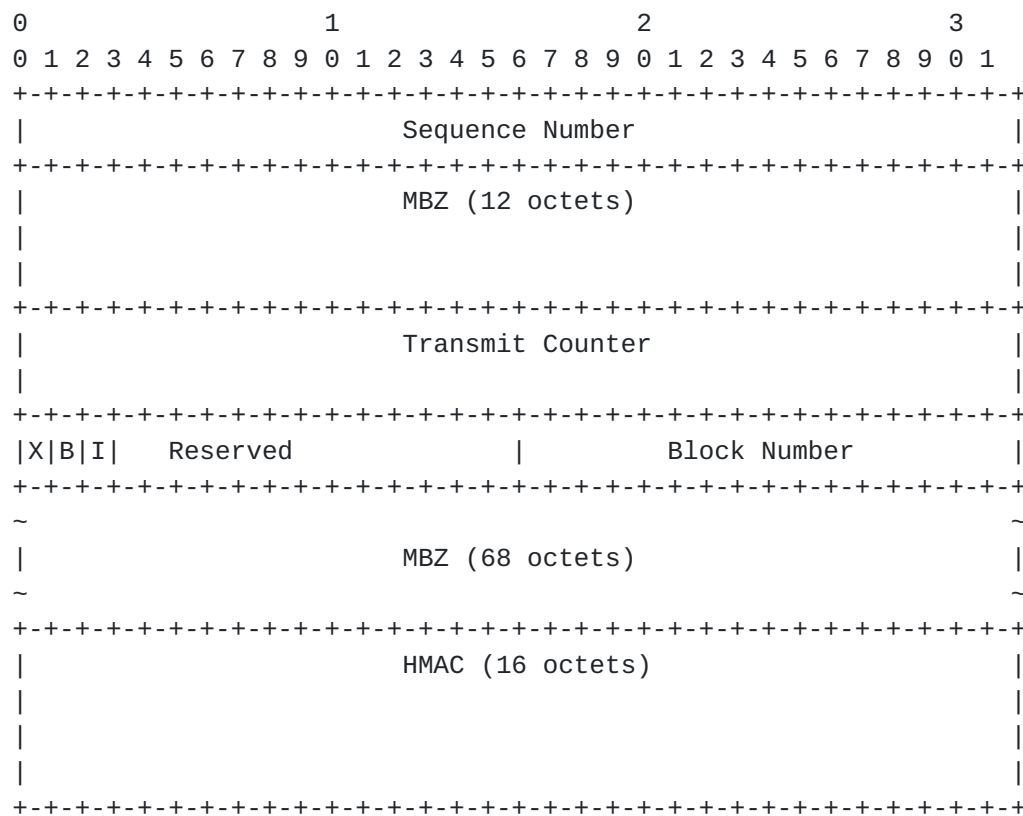 0                   1                   2                   3
0 1 2 3 4 5 6 7 8 9 0 1 2 3 4 5 6 7 8 9 0 1 2 3 4 5 6 7 8 9 0 1
+-+-+-+-+-+-+-+-+-+-+-+-+-+-+-+-+-+-+-+-+-+-+-+-+-+-+-+-+-+-+-+-+
|                        Sequence Number                        |
+-+-+-+-+-+-+-+-+-+-+-+-+-+-+-+-+-+-+-+-+-+-+-+-+-+-+-+-+-+-+-+-+
|                        MBZ (12 octets)                        |
|                                                               |
|                                                               |
+-+-+-+-+-+-+-+-+-+-+-+-+-+-+-+-+-+-+-+-+-+-+-+-+-+-+-+-+-+-+-+-+
|                        Transmit Counter                       |
|                                                               |
+-+-+-+-+-+-+-+-+-+-+-+-+-+-+-+-+-+-+-+-+-+-+-+-+-+-+-+-+-+-+-+-+
|X|B|I|   Reserved              |         Block Number          |
+-+-+-+-+-+-+-+-+-+-+-+-+-+-+-+-+-+-+-+-+-+-+-+-+-+-+-+-+-+-+-+-+
~                                                               ~
|                        MBZ (68 octets)                        |
~                                                               ~
+-+-+-+-+-+-+-+-+-+-+-+-+-+-+-+-+-+-+-+-+-+-+-+-+-+-+-+-+-+-+-+-+
|                        HMAC (16 octets)                       |
|                                                               |
|                                                               |
|                                                               |
+-+-+-+-+-+-+-+-+-+-+-+-+-+-+-+-+-+-+-+-+-+-+-+-+-+-+-+-+-+-+-+-+